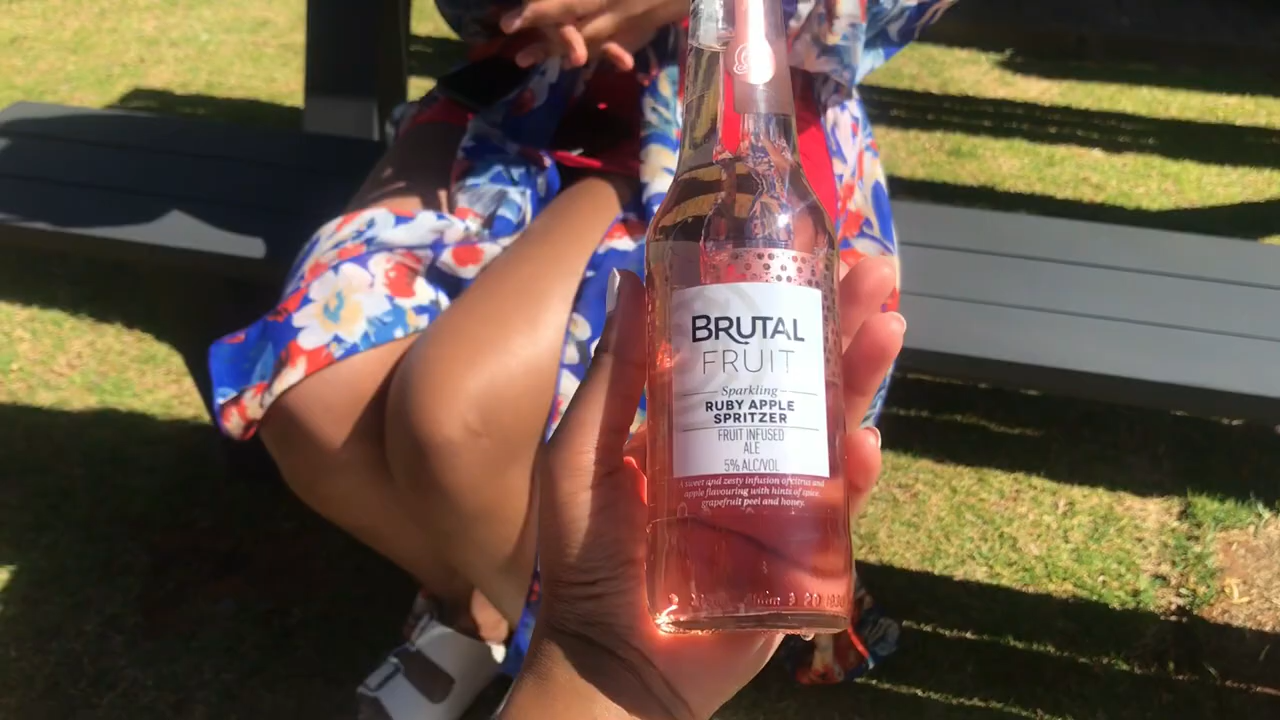 BRUTAL
FRUIT
Sparkling
RUBY APPLE
SPRITZER
FRUIT INFUSED
ALE
5% ALC/VOL
A sweet and zesty infusion of citrus and
apple flavouring with hints of spice,
grapefruit peel and honey.